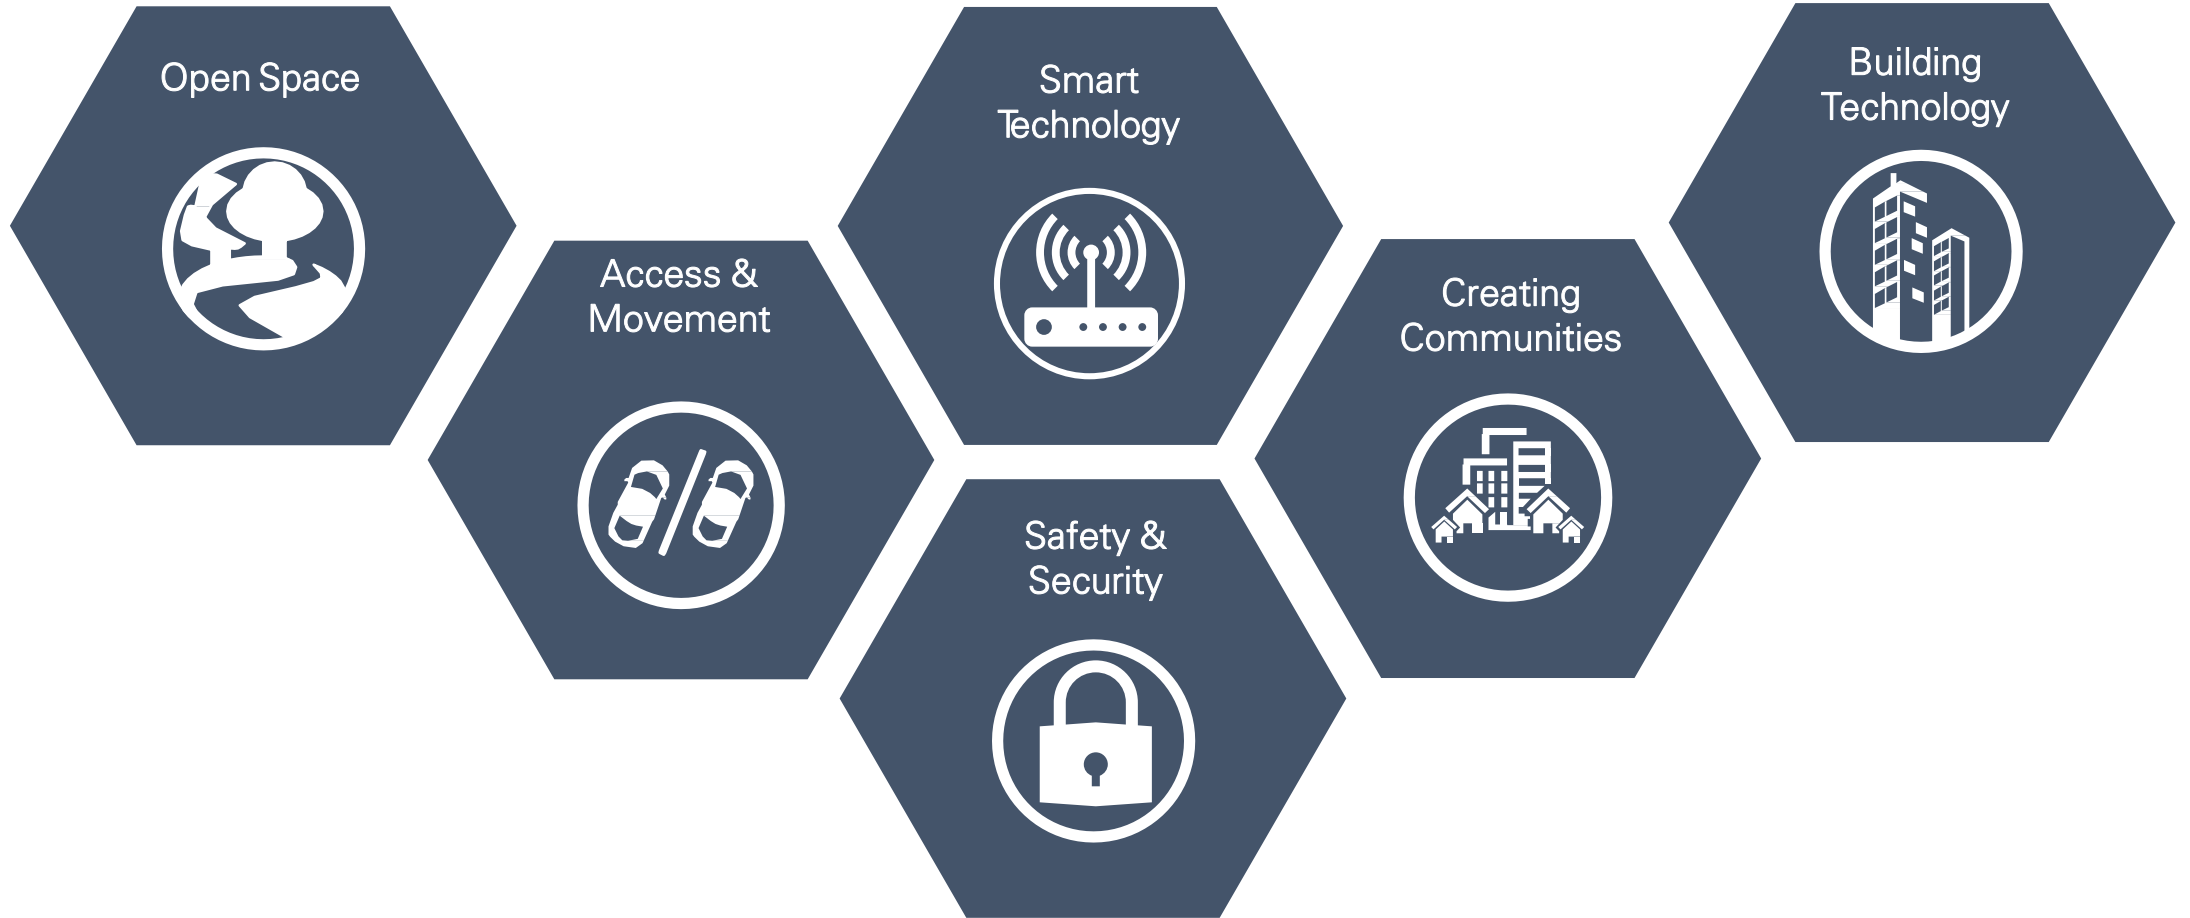 Open Space
Access &
Movement
Smart
Technology
Safety &
Security
Creating
Communities
Building
Technology